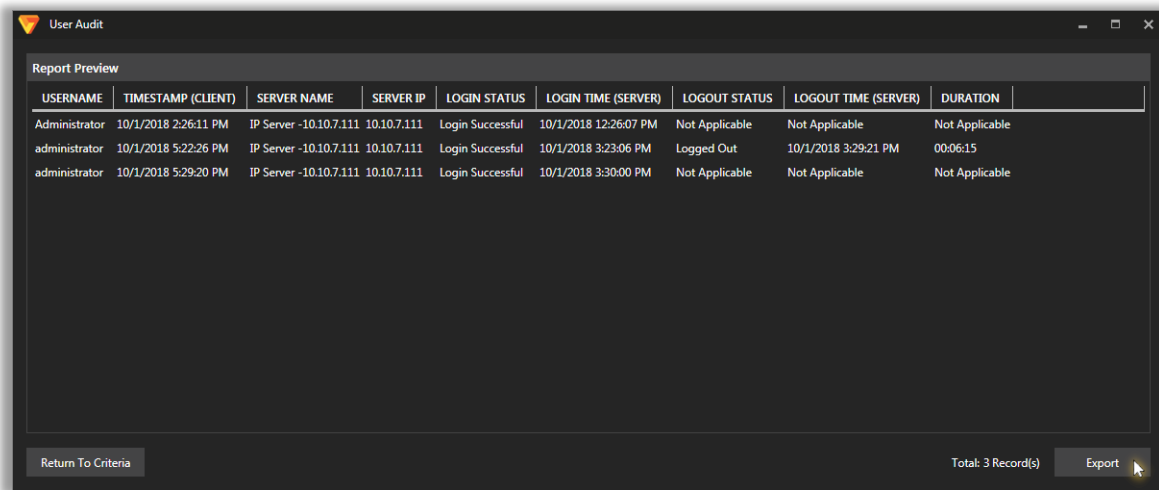 User Audit
Report Preview
USERNAME TIMESTAMP (CLIENT) SERVER NAME SERVER IP LOGIN STATUS LOGIN TIME (SERVER) LOGOUT STATUS LOGOUT TIME (SERVER) DURATION
Administrator 10/1/2018 2:26:11 PM IP Server -10.10.7.111 10.10.7.111 Login Successful 10/1/2018 12:26:07 PM Not Applicable Not Applicable Not Applicable
administrator 10/1/2018 5:22:26 PM IP Server -10.10.7.111 10.10.7.111 Login Successful 10/1/2018 3:23:06 PM Logged Out 10/1/2018 3:29:21 PM 00:06:15
administrator 10/1/2018 5:29:20 PM IP Server -10.10.7.111 10.10.7.111 Login Successful 10/1/2018 3:30:00 PM Not Applicable Not Applicable Not Applicable
Return To Criteria Total: 3 Record(s) Export